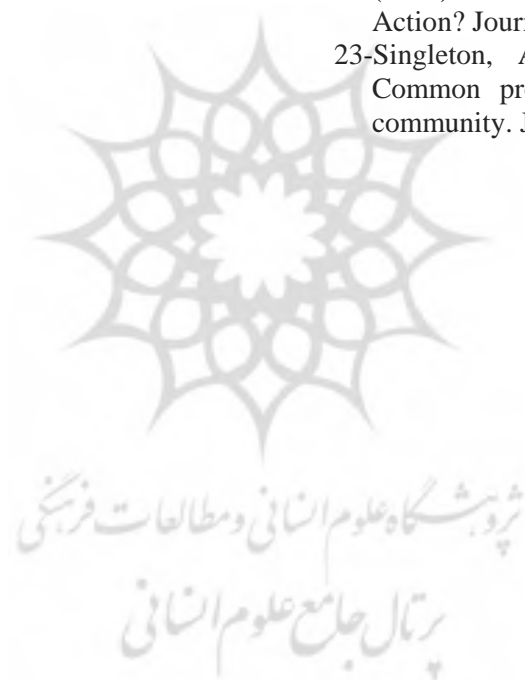 Action? Jour
23-Singleton, A
Common pr
community. J
پژوهشگاه علوم انسانی و مطالعات فرهنگی
پرتال جامع علوم انسانی